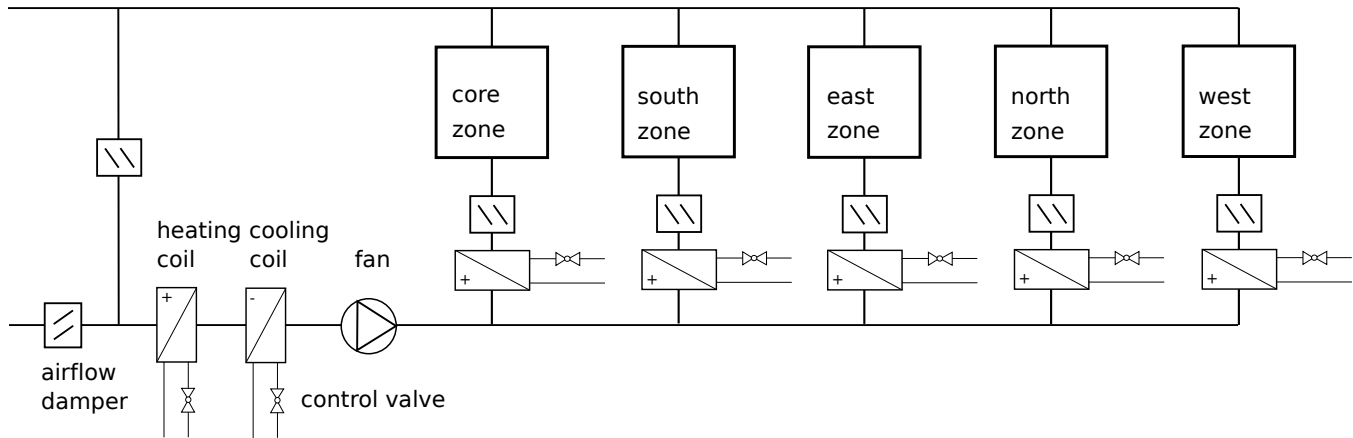 core
zone
south
zone
east
zone
north
zone
west
zone
heating
coil
cooling
coil
fan
+
-
+
+
+
+
+
airflow
damper
control valve